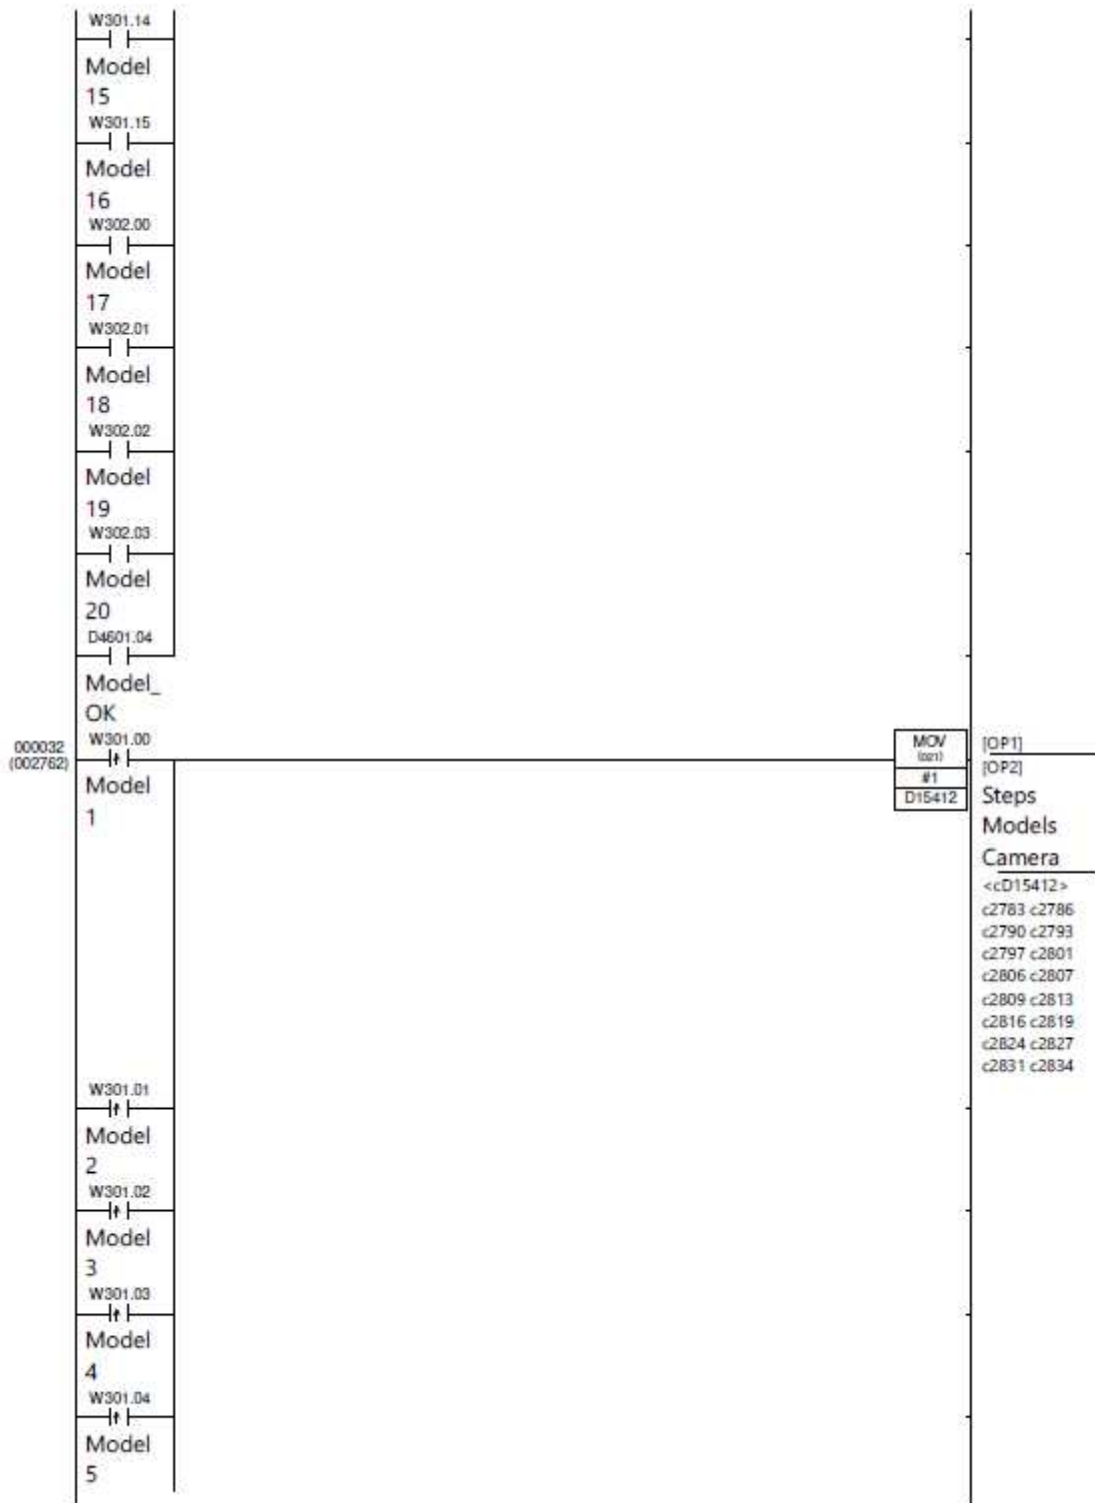 W301.14
Model
15
W301.15
Model
16
W302.00
Model
17
W302.01
Model
18
W302.02
Model
19
W302.03
Model
20
D4601.04
Model_
OK
000032
(002762)
W301.00
Model
1
MOV
(021)
#1
D15412
[OP1]
[OP2]
Steps
Models
Camera
<cD15412>
c2783 c2786
c2790 c2793
c2797 c2801
c2806 c2807
c2809 c2813
c2816 c2819
c2824 c2827
c2831 c2834
W301.01
Model
2
W301.02
Model
3
W301.03
Model
4
W301.04
Model
5